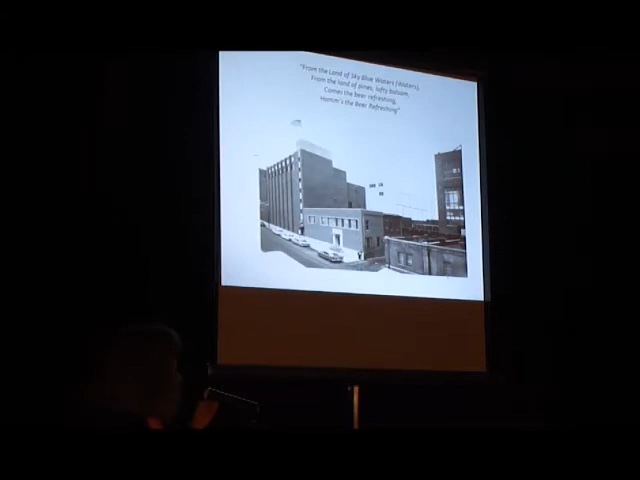 "From the Land of Sky Blue Waters (Waters),
From the land of pines, lofty balsam,
Comes the beer refreshing,
Hamm's the Beer Refreshing"